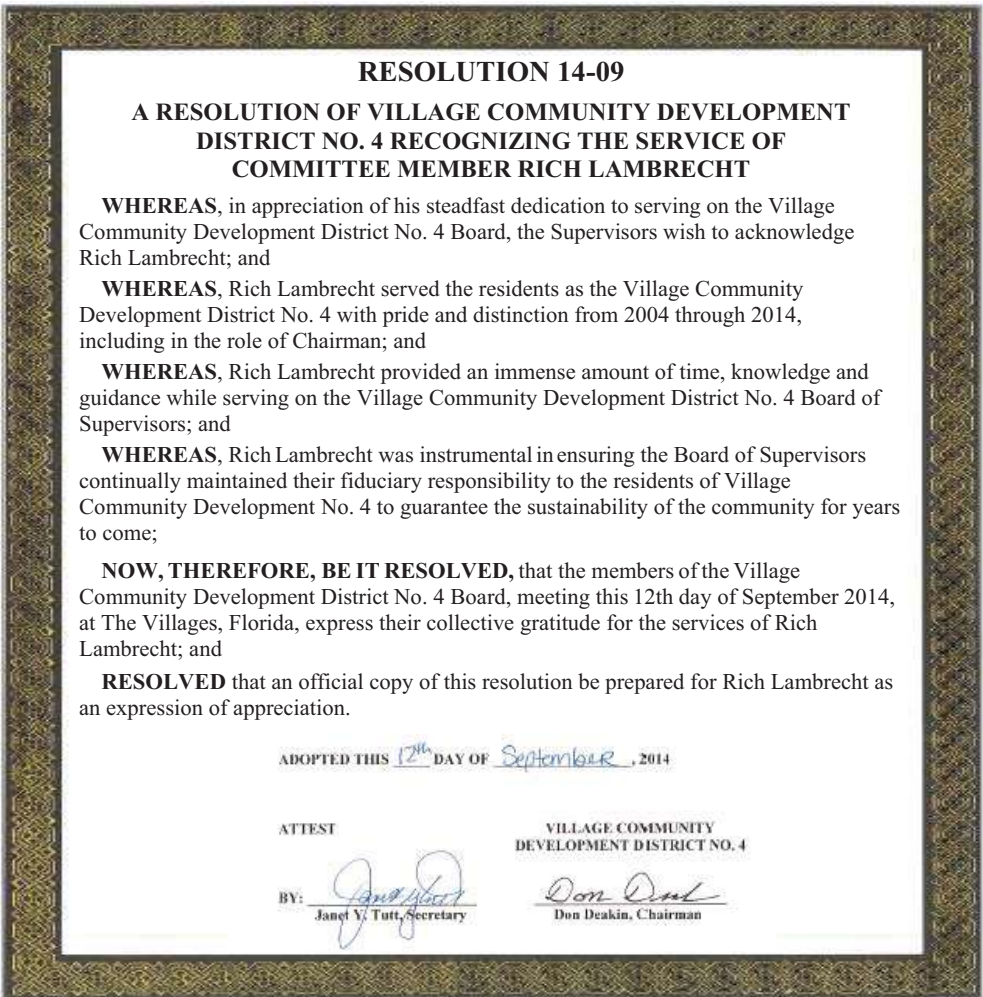 RESOLUTION 14-09
A RESOLUTION OF VILLAGE COMMUNITY DEVELOPMENT
DISTRICT NO. 4 RECOGNIZING THE SERVICE OF
COMMITTEE MEMBER RICH LAMBRECHT
WHEREAS, in appreciation of his steadfast dedication to serving on the Village
Community Development District No. 4 Board, the Supervisors wish to acknowledge
Rich Lambrecht; and
WHEREAS, Rich Lambrecht served the residents as the Village Community
Development District No. 4 with pride and distinction from 2004 through 2014,
including in the role of Chairman; and
WHEREAS, Rich Lambrecht provided an immense amount of time, knowledge and
guidance while serving on the Village Community Development District No. 4 Board of
Supervisors; and
WHEREAS, Rich Lambrecht was instrumental in ensuring the Board of Supervisors
continually maintained their fiduciary responsibility to the residents of Village
Community Development No. 4 to guarantee the sustainability of the community for years
to come;
NOW, THEREFORE, BE IT RESOLVED, that the members of the Village
Community Development District No. 4 Board, meeting this 12th day of September 2014,
at The Villages, Florida, express their collective gratitude for the services of Rich
Lambrecht; and
RESOLVED that an official copy of this resolution be prepared for Rich Lambrecht as
an expression of appreciation.
ADOPTED THIS 12th DAY OF September, 2014
ATTEST
VILLAGE COMMUNITY
DEVELOPMENT DISTRICT NO. 4
BY:
Janet Y. Tutt, Secretary
Don Deakin, Chairman